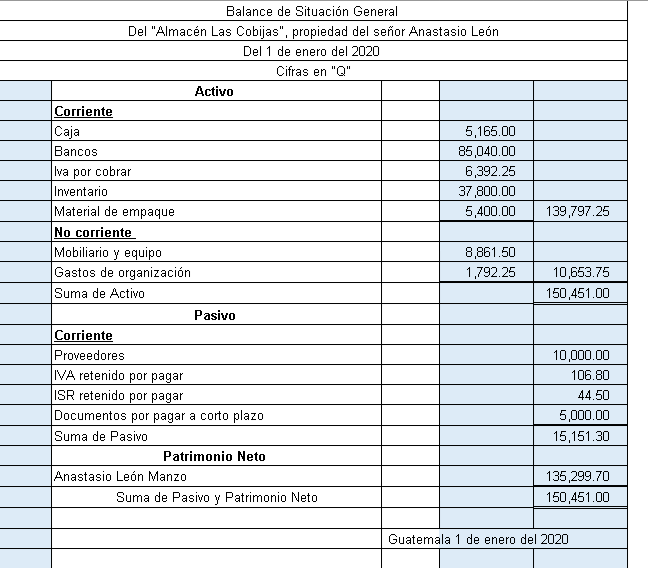 Balance de Situación General
Del "Almacén Las Cobijas", propiedad del señor Anastasio León
Del 1 de enero del 2020
Cifras en "Q"
Activo
Corriente
Caja 5,165.00
Bancos 85,040.00
Iva por cobrar 6,392.25
Inventario 37,800.00
Material de empaque 5,400.00 139,797.25
No corriente
Mobiliario y equipo 8,861.50
Gastos de organización 1,792.25 10,653.75
Suma de Activo 150,451.00
Pasivo
Corriente
Proveedores 10,000.00
IVA retenido por pagar 106.80
ISR retenido por pagar 44.50
Documentos por pagar a corto plazo 5,000.00
Suma de Pasivo 15,151.30
Patrimonio Neto
Anastasio León Manzo 135,299.70
Suma de Pasivo y Patrimonio Neto 150,451.00
Guatemala 1 de enero del 2020